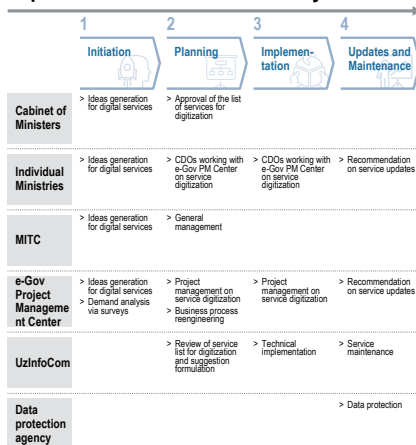 1
2
3
4
Initiation
Planning
Implemen-
tation
Updates and
Maintenance
Cabinet of
Ministers
> Ideas generation
for digital services
> Approval of the list
of services for
digitization
Individual
Ministries
> Ideas generation
for digital services
> CDOs working with
e-Gov PM Center
on service
digitization
> CDOs working with
e-Gov PM Center
on service
digitization
> Recommendation
on service updates
MITC
> Ideas generation
for digital services
> General
management
e-Gov
Project
Manageme
nt Center
> Ideas generation
for digital services
> Demand analysis
via surveys
> Project
management on
service digitization
> Business process
reengineering
> Project
management on
service digitization
> Recommendation
on service updates
UzInfoCom
> Review of service
list for digitization
and suggestion
formulation
> Technical
implementation
> Service
maintenance
Data
protection
agency
> Data protection